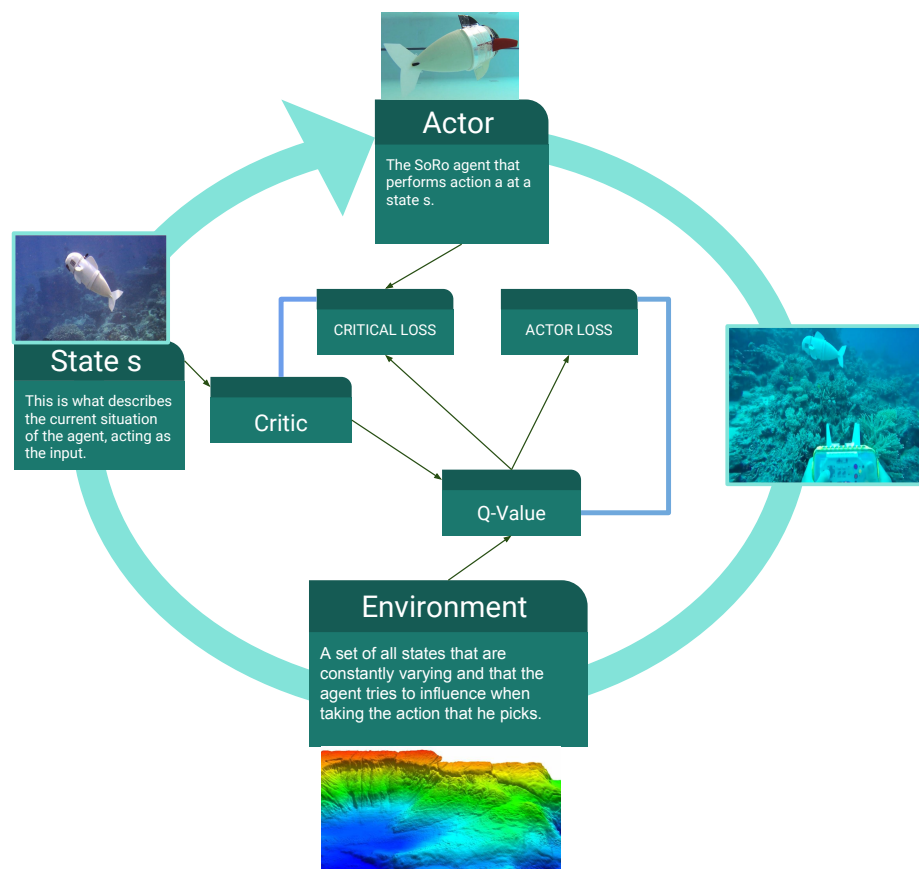 Actor
The SoRo agent that
performs action a at a
state s.
CRITICAL LOSS
ACTOR LOSS
State s
This is what describes
the current situation
of the agent, acting as
the input.
Critic
Q-Value
Environment
A set of all states that are
constantly varying and that the
agent tries to influence when
taking the action that he picks.